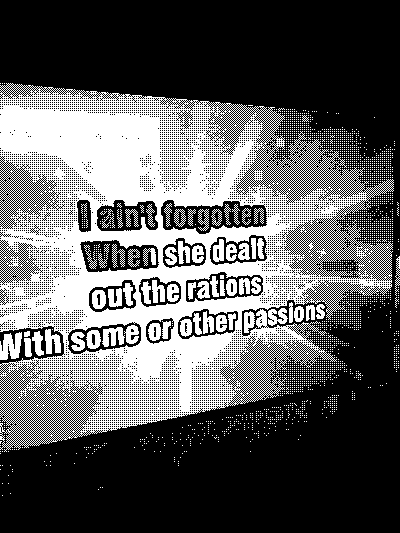 I ain't forgotten
When she dealt
out the rations
With some or other passions